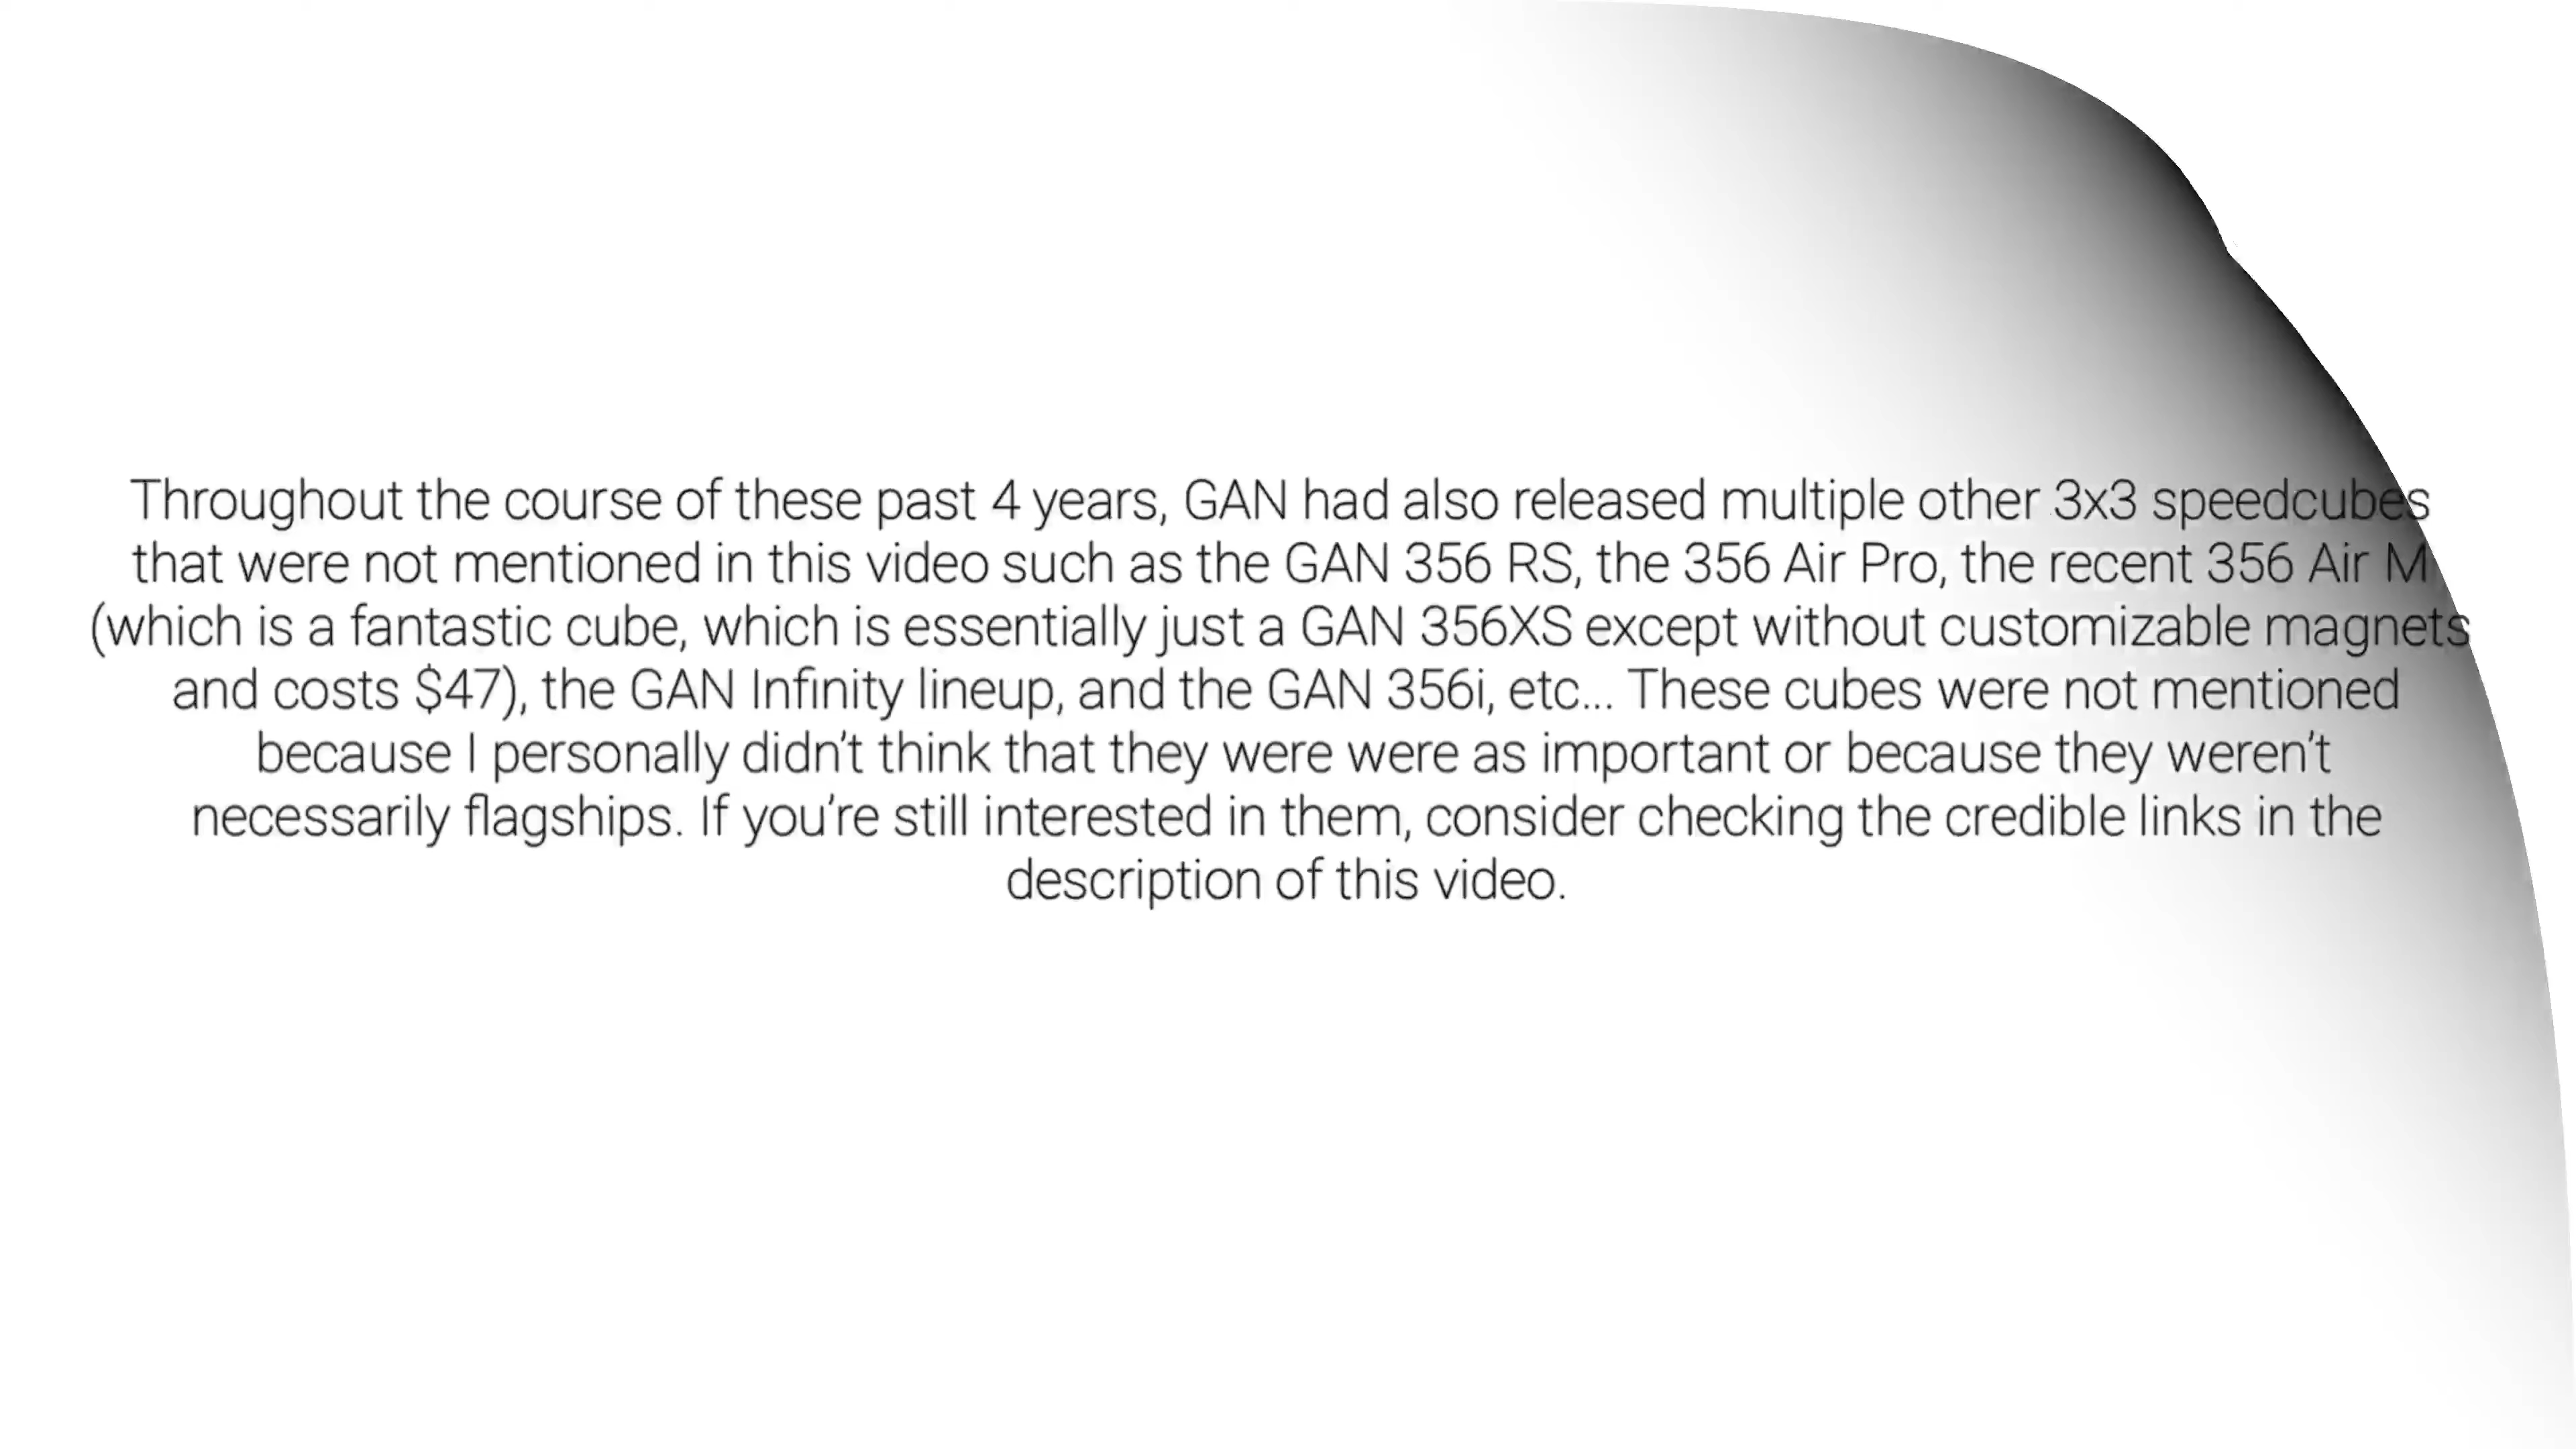 Throughout the course of these past 4 years, GAN had also released multiple other 3x3 speedcubes
that were not mentioned in this video such as the GAN 356 RS, the 356 Air Pro, the recent 356 Air M
(which is a fantastic cube, which is essentially just a GAN 356XS except without customizable magnets
and costs $47), the GAN Infinity lineup, and the GAN 356i, etc... These cubes were not mentioned
because I personally didn't think that they were were as important or because they weren't
necessarily flagships. If you're still interested in them, consider checking the credible links in the
description of this video.